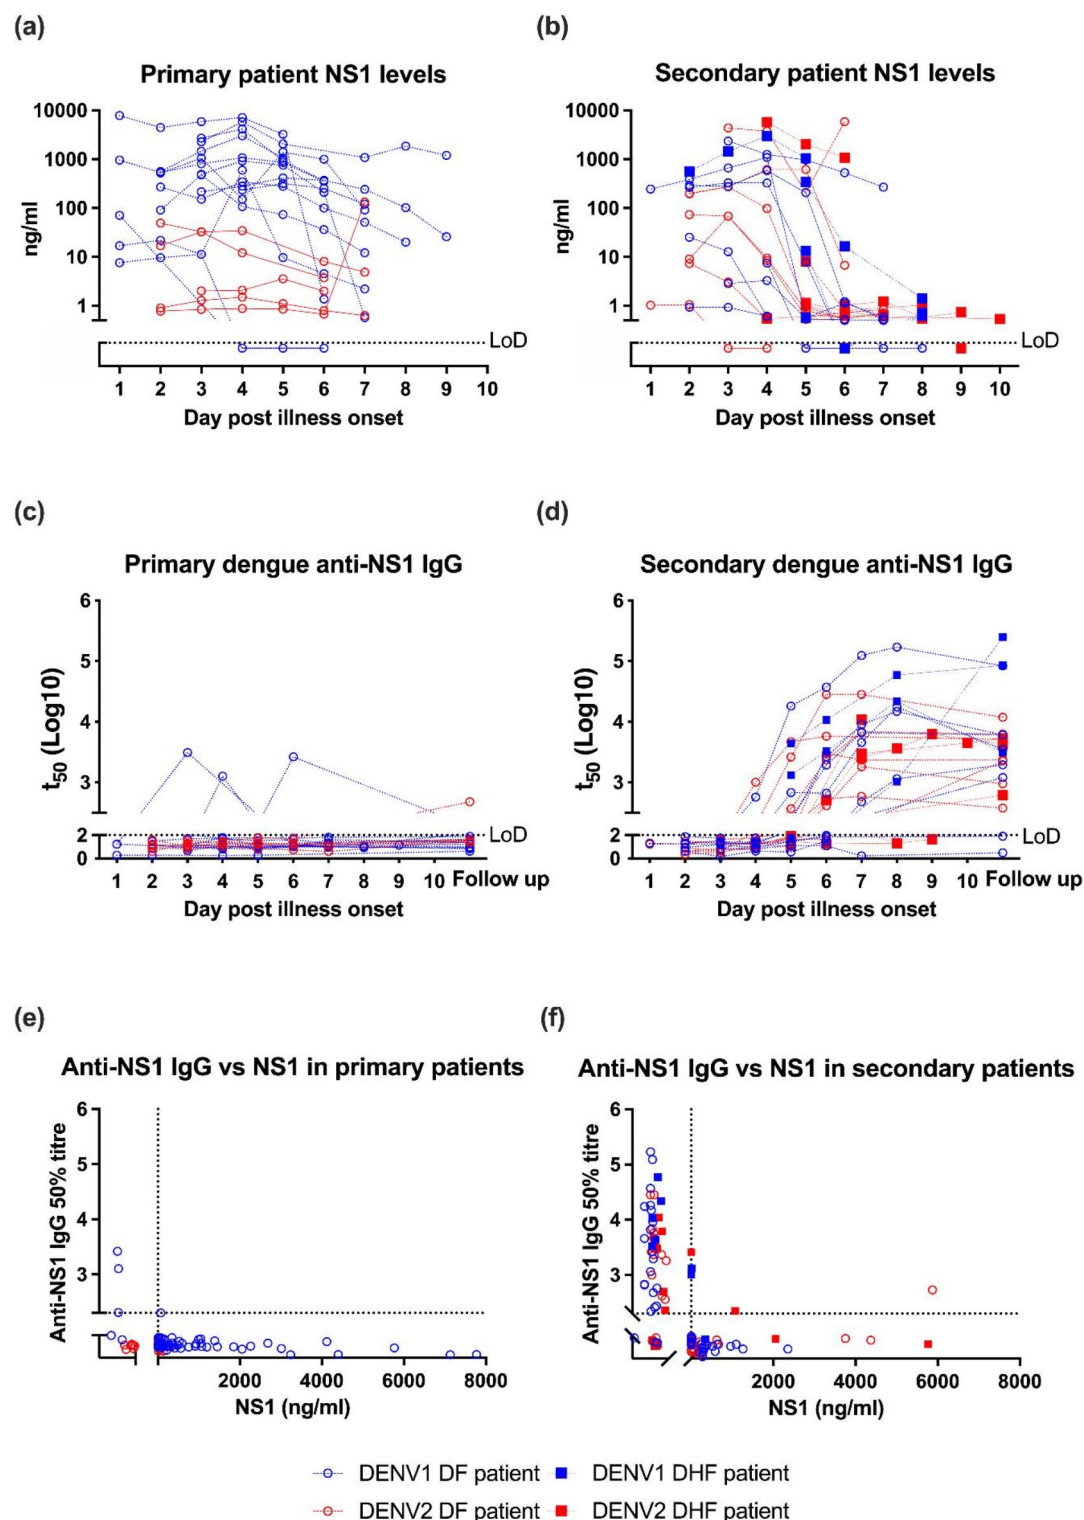 (a)
Primary patient NS1 levels
10000
1000
100
10
1
ng/ml
LoD
1 2 3 4 5 6 7 8 9 10
Day post illness onset
(b)
Secondary patient NS1 levels
10000
1000
100
10
1
ng/ml
LoD
1 2 3 4 5 6 7 8 9 10
Day post illness onset
(c)
Primary dengue anti-NS1 IgG
6
5
4
3
2
0
t50 (Log10)
LoD
1 2 3 4 5 6 7 8 9 10 Follow up
Day post illness onset
(d)
Secondary dengue anti-NS1 IgG
6
5
4
3
2
0
t50 (Log10)
LoD
1 2 3 4 5 6 7 8 9 10 Follow up
Day post illness onset
(e)
Anti-NS1 IgG vs NS1 in primary patients
6
5
4
3
Anti-NS1 IgG 50% titre
2000 4000 6000 8000
NS1 (ng/ml)
(f)
Anti-NS1 IgG vs NS1 in secondary patients
6
5
4
3
Anti-NS1 IgG 50% titre
2000 4000 6000 8000
NS1 (ng/ml)
DENV1 DF patient
DENV1 DHF patient
DENV2 DF patient
DENV2 DHF patient